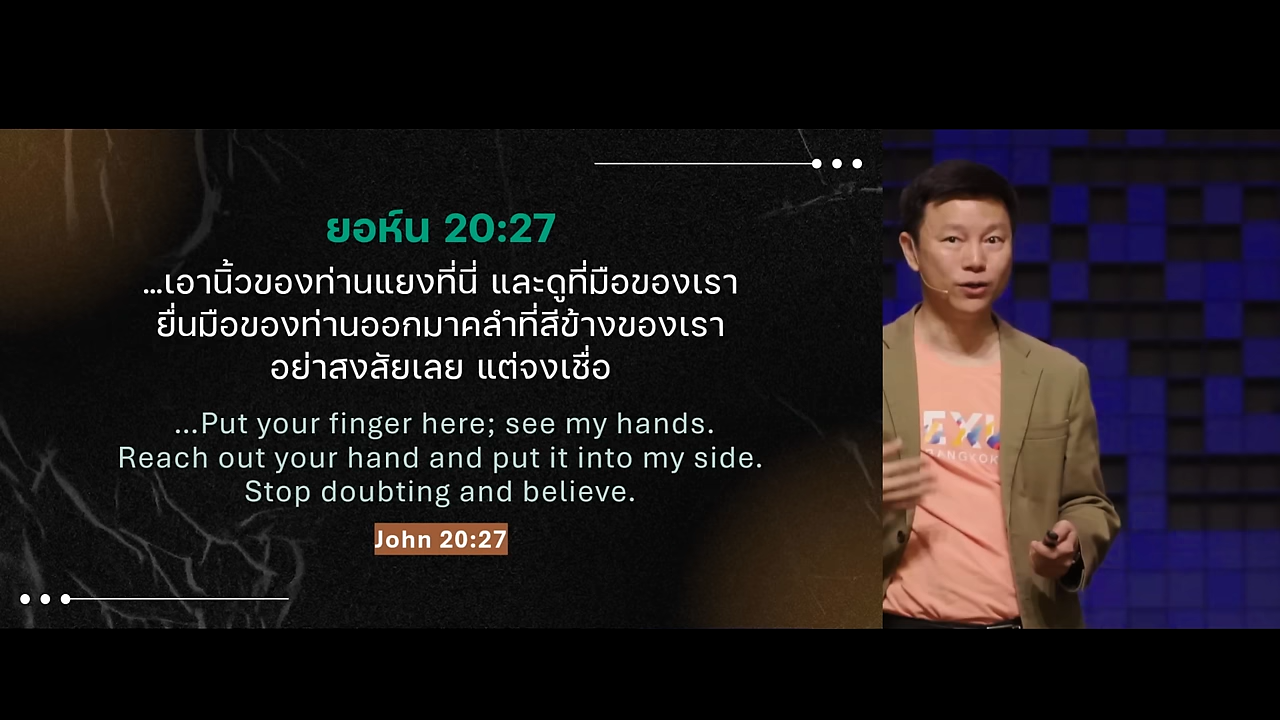 ยอห์น 20:27
...เอานิ้วของท่านแยงที่นี่ และดูที่มือของเรา
ยื่นมือของท่านออกมาคลำที่สีข้างของเรา
อย่าสงสัยเลย แต่จงเชื่อ
...Put your finger here; see my hands.
Reach out your hand and put it into my side.
Stop doubting and believe.
John 20:27